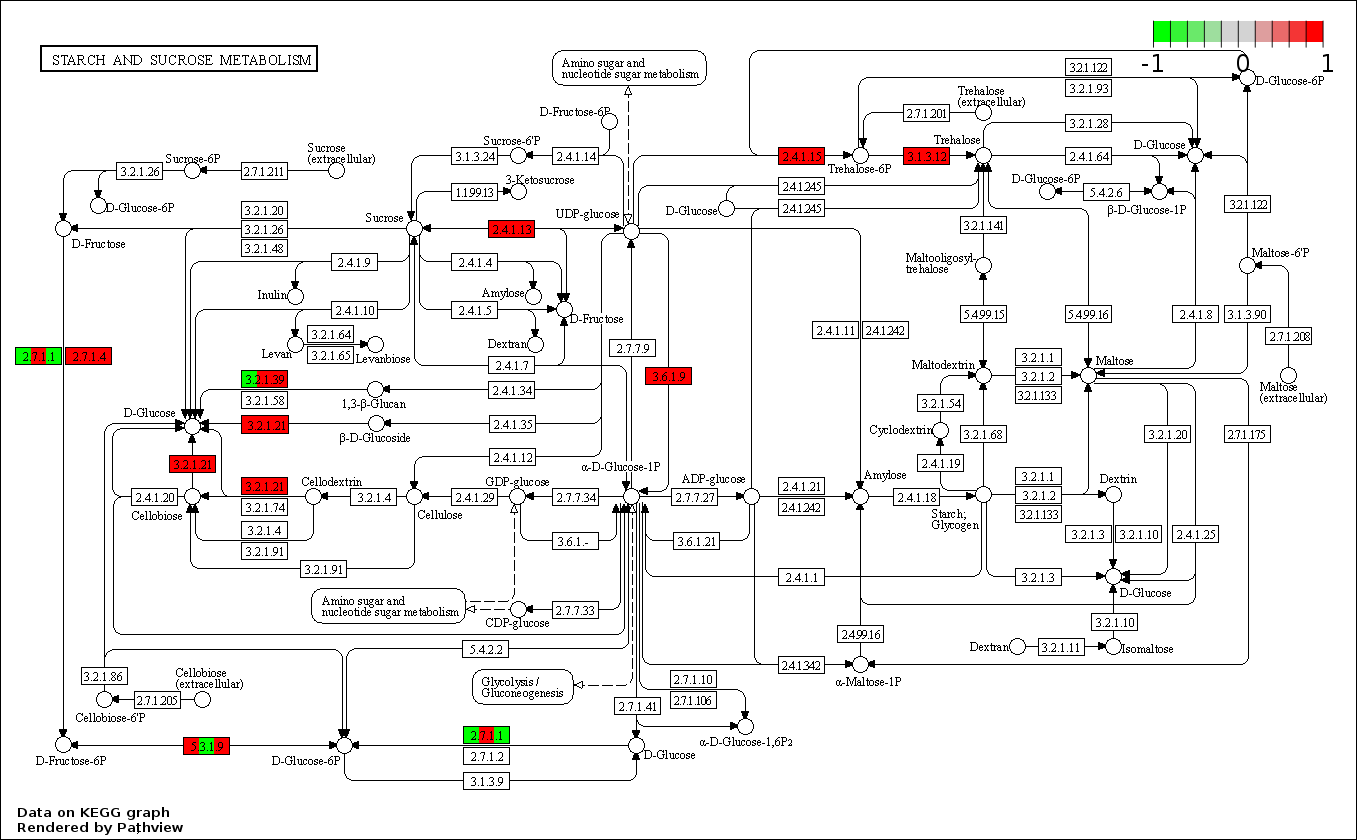 STARCH AND SUCROSE METABOLISM
-1 0 1
Amino sugar and
nucleotide sugar metabolism
3.2.1.122
D-Glucose-6P
3.2.1.93
Trehalose
(extracellular)
2.7.1.201
D-Fructose-6P
3.2.1.28
Sucrose-6'P
Trehalose
D-Glucose
Sucrose
(extracellular)
3.1.3.24
2.4.1.14
2.4.1.15
3.1.3.12
2.4.1.64
Sucrose-6P
Trehalose-6P
3.2.1.26
2.7.1.211
3-Ketosucrose
1.1.99.13
2.4.1.245
D-Glucose-6P
5.4.2.6
D-Glucose-6P
β-D-Glucose-1P
3.2.1.20
D-Glucose
2.4.1.245
3.2.1.122
Sucrose
UDP-glucose
3.2.1.26
2.4.1.13
3.2.1.141
D-Fructose
3.2.1.48
Maltose-6'P
2.4.1.9
2.4.1.4
Maltooligosyl-
trehalose
Inulin
Amylose
2.4.1.10
2.4.1.5
D-Fructose
5.4.99.15
5.4.99.16
2.4.1.8
3.1.3.90
3.2.1.64
2.4.1.11
2.4.1.242
2.7.1.208
Levan
3.2.1.65
Levanbiose
Dextran
2.7.7.9
2.7.1.1
2.7.1.4
2.4.1.7
Maltodextrin
3.2.1.1
Maltose
3.2.1.39
3.6.1.9
3.2.1.2
2.4.1.34
3.2.1.133
Maltose
(extracellular)
3.2.1.58
1,3-β-Glucan
3.2.1.54
D-Glucose
3.2.1.21
2.4.1.35
Cyclodextrin
3.2.1.68
3.2.1.20
2.7.1.175
β-D-Glucoside
2.4.1.12
3.2.1.21
α-D-Glucose-1P
2.4.1.19
3.2.1.21
Cellodextrin
GDP-glucose
ADP-glucose
2.4.1.21
Amylose
3.2.1.1
Dextrin
2.4.1.20
3.2.1.4
2.4.1.29
2.7.7.34
2.7.7.27
2.4.1.18
3.2.1.2
Cellobiose
3.2.1.74
Cellulose
2.4.1.242
Starch;
Glycogen
3.2.1.133
3.2.1.4
3.2.1.3
3.2.1.10
2.4.1.25
3.6.1.-
3.6.1.21
3.2.1.91
3.2.1.91
2.4.1.1
3.2.1.3
D-Glucose
Amino sugar and
nucleotide sugar metabolism
2.7.7.33
CDP-glucose
3.2.1.10
2.4.99.16
5.4.2.2
Dextran
3.2.1.11
Isomaltose
3.2.1.86
2.4.1.342
Cellobiose
(extracellular)
Glycolysis /
Gluconeogenesis
2.7.1.10
α-Maltose-1P
2.7.1.205
2.7.1.106
2.7.1.41
Cellobiose-6'P
2.7.1.1
5.3.1.9
α-D-Glucose-1,6P2
D-Fructose-6P
D-Glucose-6P
2.7.1.2
D-Glucose
3.1.3.9
Data on KEGG graph
Rendered by Pathview